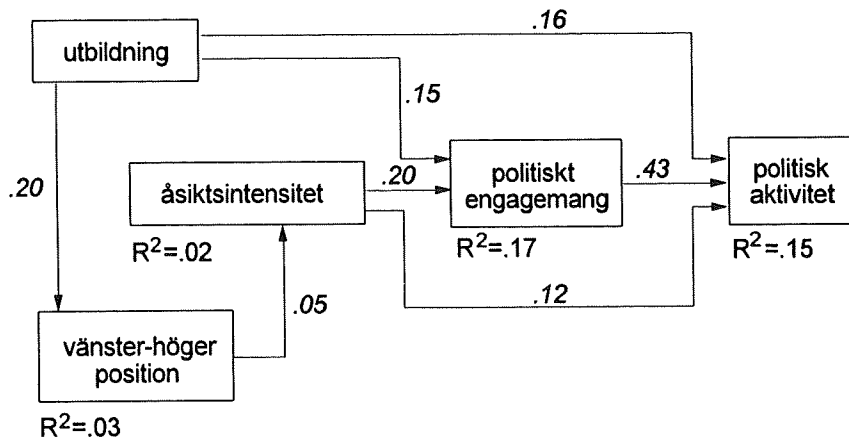 .16
utbildning
.15
.20
åsiktsintensitet
.20
politiskt
engagemang
.43
politisk
aktivitet
R²=.02
R²=.17
R²=.15
.05
.12
vänster-höger
position
R²=.03